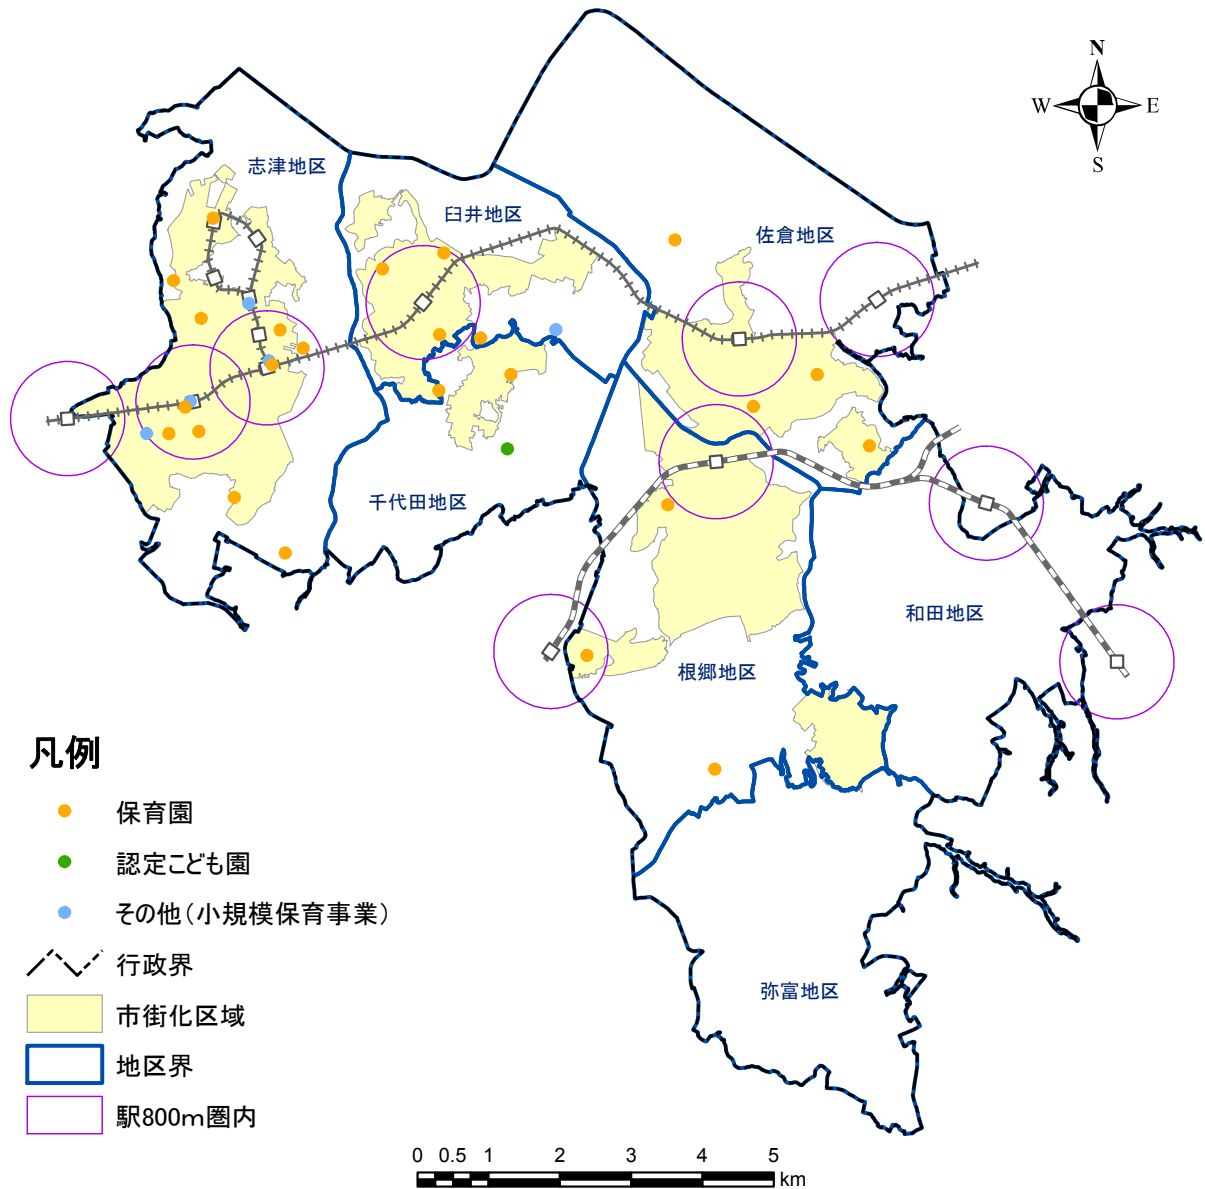 N
W E
S
志津地区
臼井地区
佐倉地区
千代田地区
和田地区
根郷地区
弥富地区
凡例
保育園
認定こども園
その他（小規模保育事業）
行政界
市街化区域
地区界
駅800ｍ圏内
0 0.5 1 2 3 4 5
km